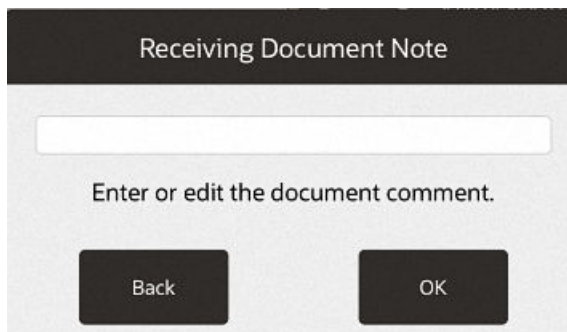 Receiving Document Note
Enter or edit the document comment.
Back
OK